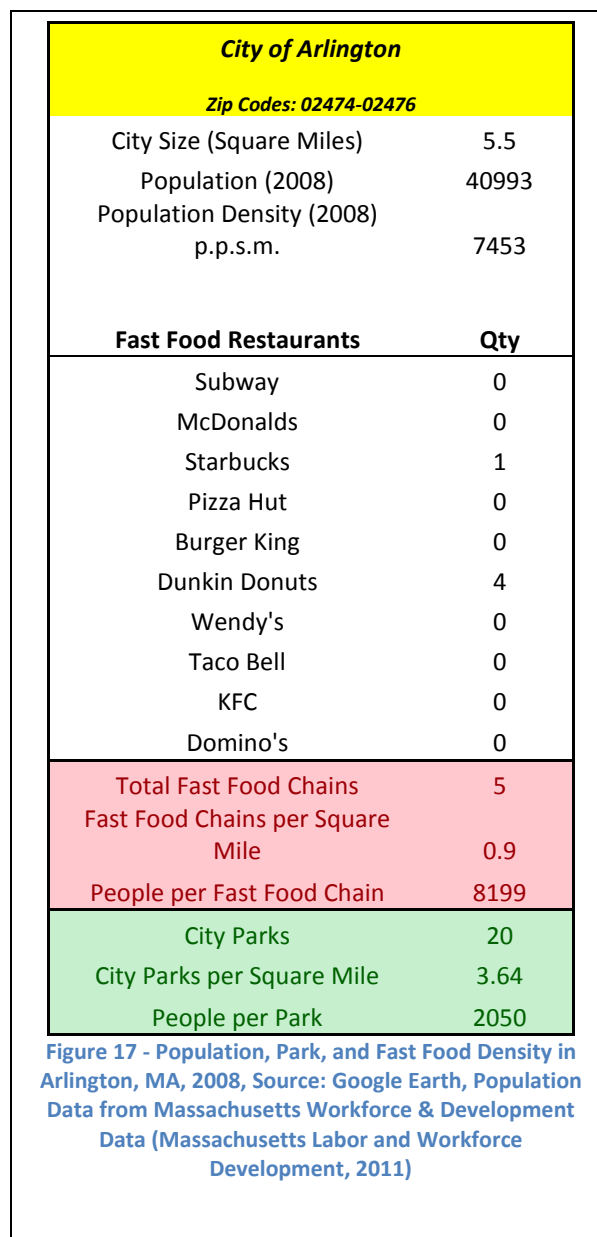 City of Arlington
Zip Codes: 02474-02476
City Size (Square Miles) 5.5
Population (2008) 40993
Population Density (2008)
p.p.s.m. 7453
Fast Food Restaurants Qty
Subway 0
McDonalds 0
Starbucks 1
Pizza Hut 0
Burger King 0
Dunkin Donuts 4
Wendy's 0
Taco Bell 0
KFC 0
Domino's 0
Total Fast Food Chains 5
Fast Food Chains per Square
Mile 0.9
People per Fast Food Chain 8199
City Parks 20
City Parks per Square Mile 3.64
People per Park 2050
Figure 17 - Population, Park, and Fast Food Density in
Arlington, MA, 2008, Source: Google Earth, Population
Data from Massachusetts Workforce & Development
Data (Massachusetts Labor and Workforce
Development, 2011)